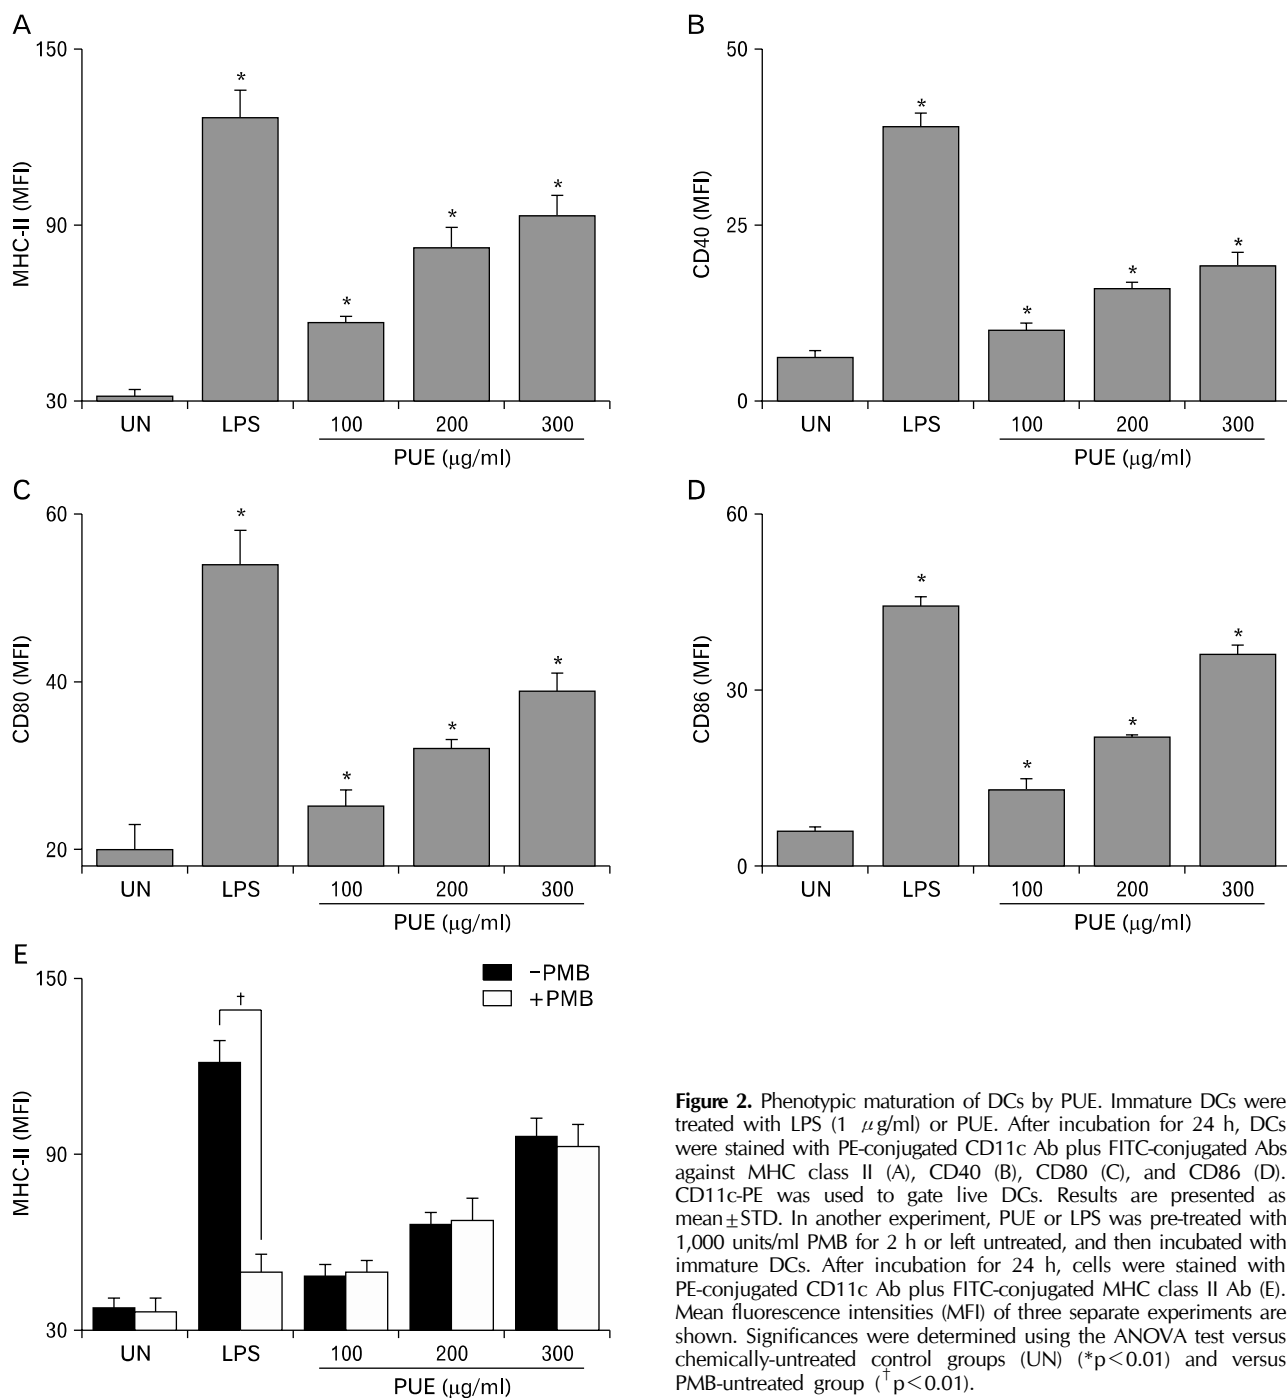 A
150
90
30
MHC-II (MFI)
*
*
*
*
UN LPS 100 200 300
PUE (μg/ml)
B
50
25
0
CD40 (MFI)
*
*
*
*
UN LPS 100 200 300
PUE (μg/ml)
C
60
40
20
CD80 (MFI)
*
*
*
*
UN LPS 100 200 300
PUE (μg/ml)
D
60
30
0
CD86 (MFI)
*
*
*
*
UN LPS 100 200 300
PUE (μg/ml)
E
150
90
30
MHC-II (MFI)
†
−PMB
+PMB
UN LPS 100 200 300
PUE (μg/ml)
Figure 2. Phenotypic maturation of DCs by PUE. Immature DCs were
treated with LPS (1 μg/ml) or PUE. After incubation for 24 h, DCs
were stained with PE-conjugated CD11c Ab plus FITC-conjugated Abs
against MHC class II (A), CD40 (B), CD80 (C), and CD86 (D).
CD11c-PE was used to gate live DCs. Results are presented as
mean±STD. In another experiment, PUE or LPS was pre-treated with
1,000 units/ml PMB for 2 h or left untreated, and then incubated with
immature DCs. After incubation for 24 h, cells were stained with
PE-conjugated CD11c Ab plus FITC-conjugated MHC class II Ab (E).
Mean fluorescence intensities (MFI) of three separate experiments are
shown. Significances were determined using the ANOVA test versus
chemically-untreated control groups (UN) (*p<0.01) and versus
PMB-untreated group (†p<0.01).